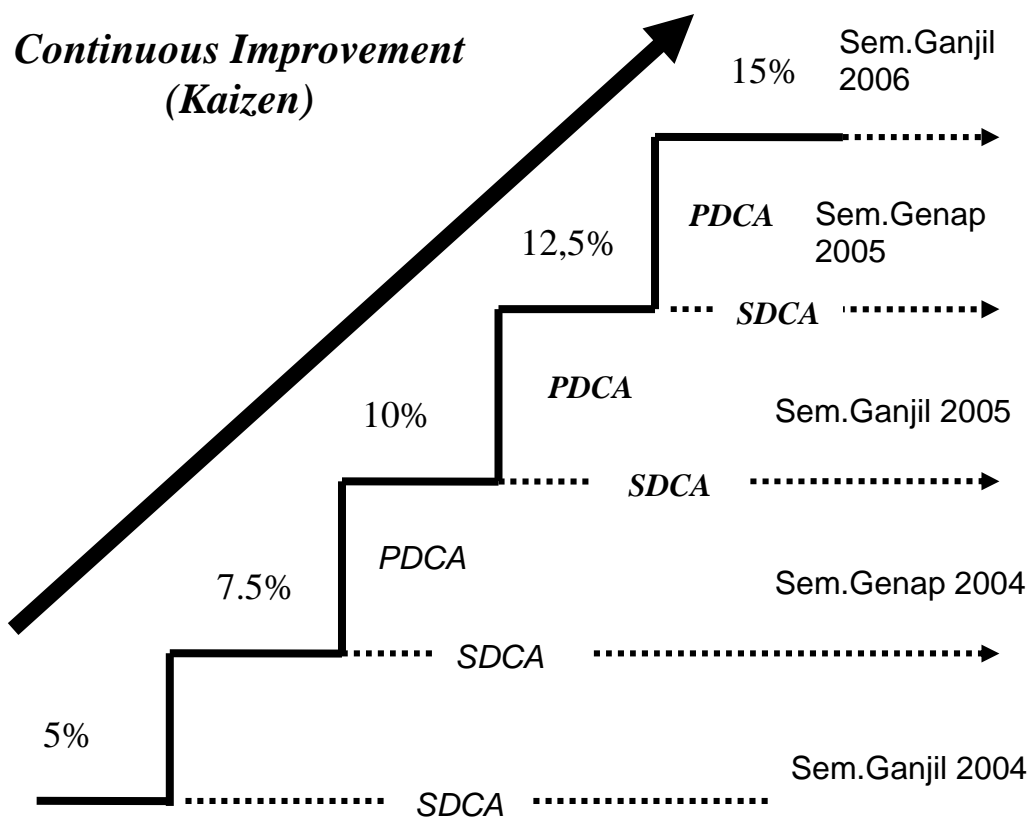 Continuous Improvement
(Kaizen)
15%
Sem.Ganjil
2006
12,5%
PDCA
Sem.Genap
2005
SDCA
10%
PDCA
Sem.Ganjil 2005
SDCA
7.5%
PDCA
Sem.Genap 2004
SDCA
5%
Sem.Ganjil 2004
SDCA